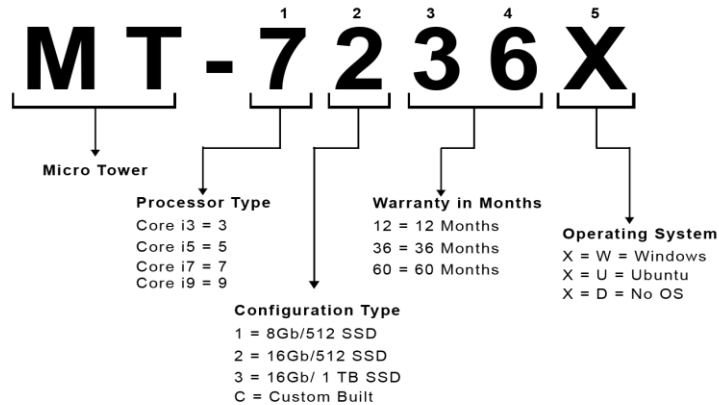 1 2 3 4 5
MT-7236X
Micro Tower
Processor Type
Core i3 = 3
Core i5 = 5
Core i7 = 7
Core i9 = 9
Configuration Type
1 = 8Gb/512 SSD
2 = 16Gb/512 SSD
3 = 16Gb/ 1 TB SSD
C = Custom Built
Warranty in Months
12 = 12 Months
36 = 36 Months
60 = 60 Months
Operating System
X = W = Windows
X = U = Ubuntu
X = D = No OS